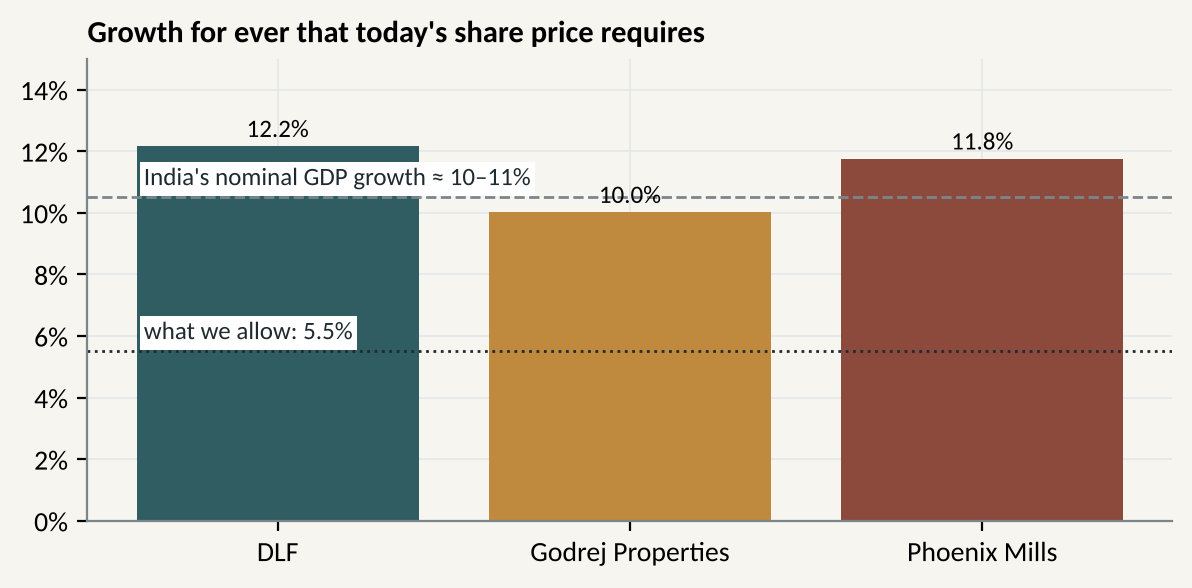 Growth for ever that today's share price requires
14%
12%
10%
8%
6%
4%
2%
0%
12.2%
India's nominal GDP growth ≈ 10–11%
what we allow: 5.5%
10.0%
11.8%
DLF
Godrej Properties
Phoenix Mills